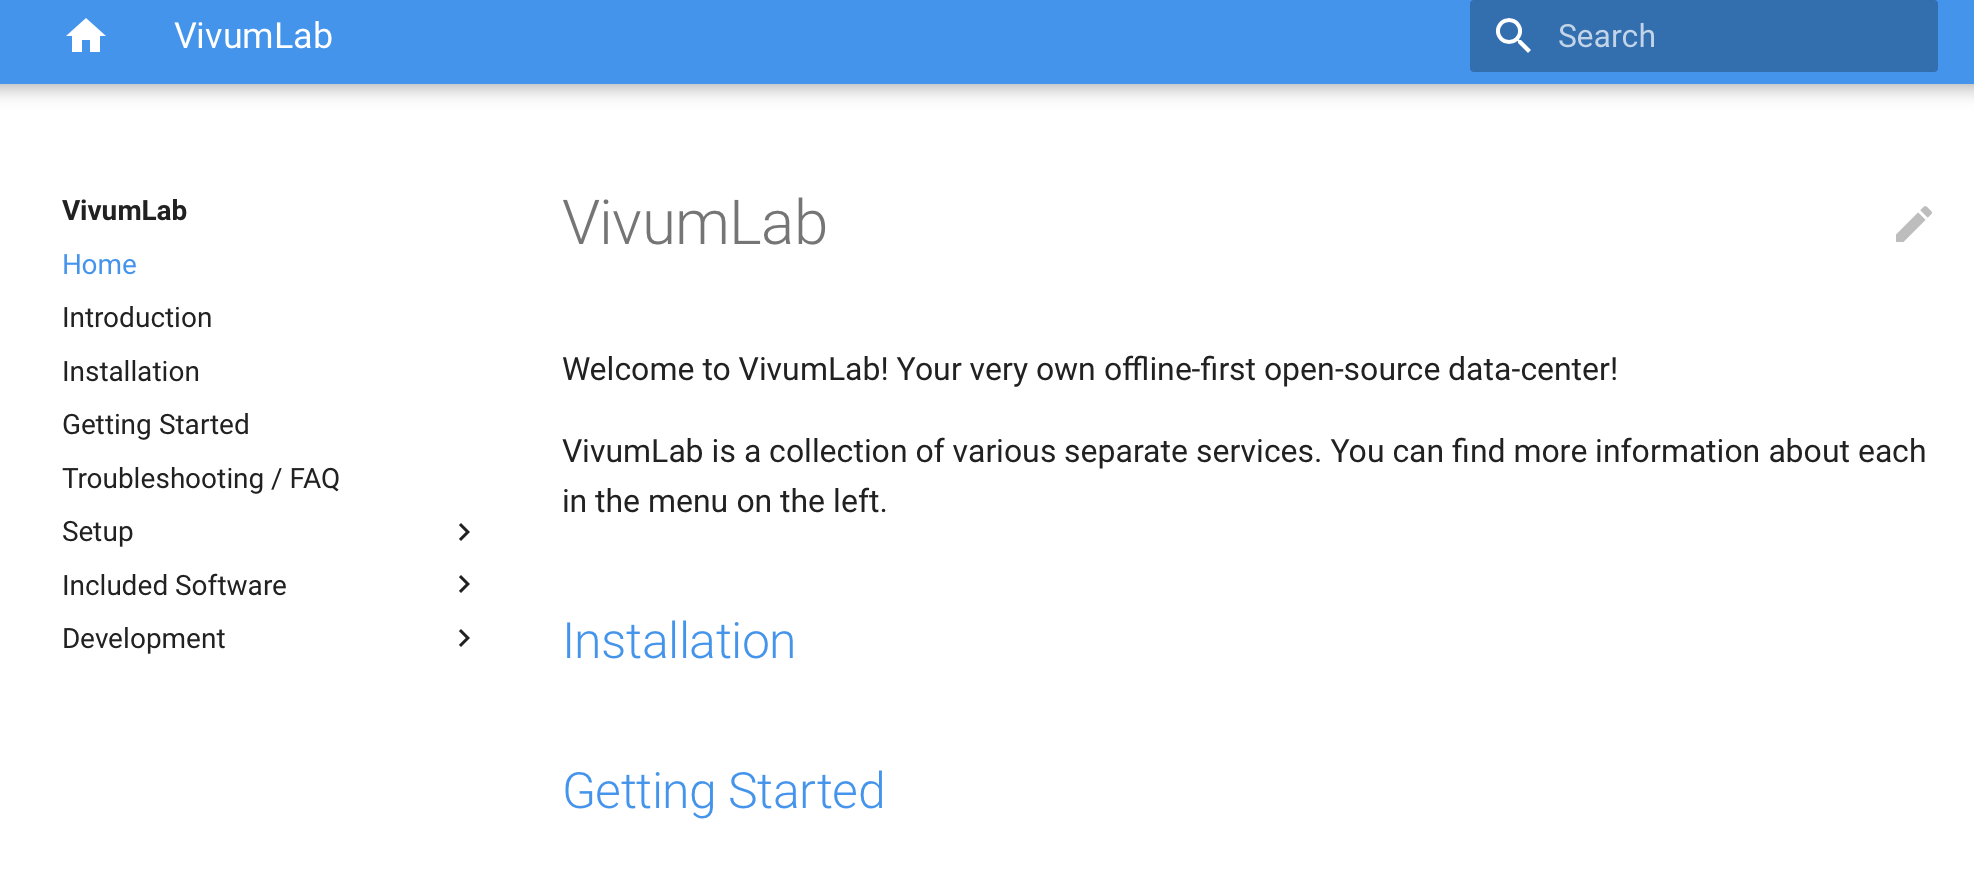 VivumLab
Search
VivumLab
Home
Introduction
Installation
Getting Started
Troubleshooting / FAQ
Setup
Included Software
Development
VivumLab
Welcome to VivumLab! Your very own offline-first open-source data-center!
VivumLab is a collection of various separate services. You can find more information about each
in the menu on the left.
Installation
Getting Started